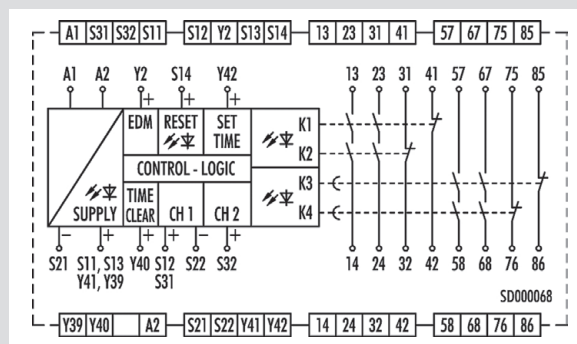 A1 S31 S32 S11 S12 Y2 S13 S14 13 23 31 41 57 67 75 85
A1 A2 Y2 S14 Y42 13 23 31 41 57 67 75 85
+ + +
EDM RESET SET TIME K1
K2
CONTROL - LOGIC
K3
SUPPLY TIME CLEAR CH 1 CH 2 K4
- + + + - +
S21 S11, S13 Y40 S12 S22 S32 14 24 32 42 58 68 76 86
Y41, Y39 S31
SD000068
Y39 Y40 A2 S21 S22 Y41 Y42 14 24 32 42 58 68 76 86